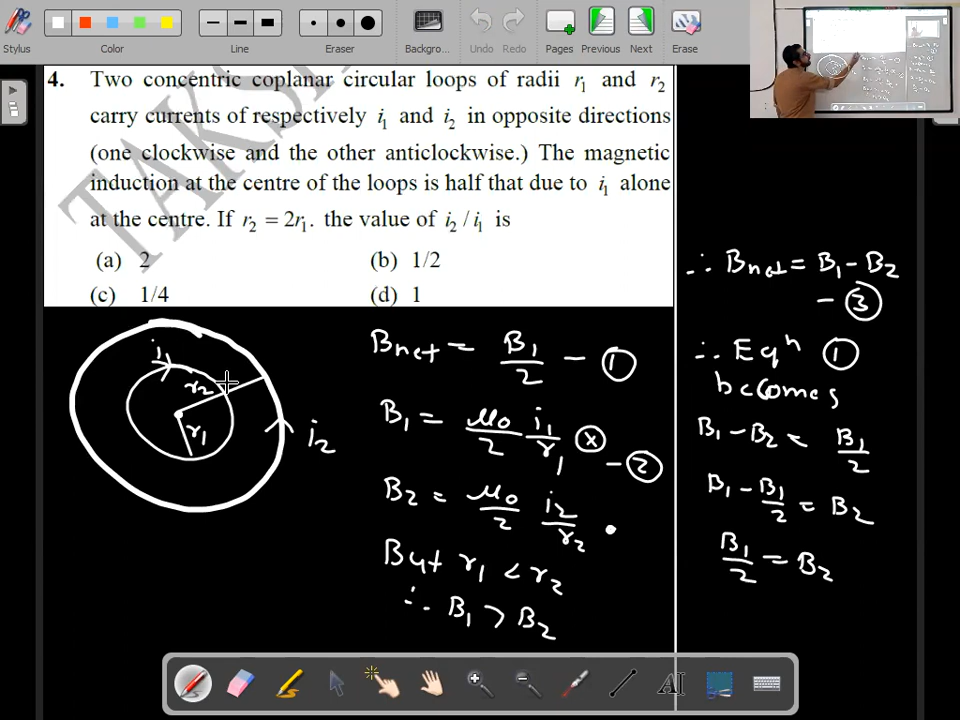 Stylus
Color
Line
Eraser
Backgro...
Undo
Redo
Pages
Previous
Next
Erase
4. Two concentric coplanar circular loops of radii r₁ and r₂
carry currents of respectively i₁ and i₂ in opposite directions
(one clockwise and the other anticlockwise.) The magnetic
induction at the centre of the loops is half that due to i₁ alone
at the centre. If r₂ = 2r₁. the value of i₂ / i₁ is
(a) 2
(b) 1/2
(c) 1/4
(d) 1
TAKSH
i₁
r₂
r₁
i₂
Bnet = B₁/2 – ①
B₁ = μ₀/2 i₁/r₁ ⊗ – ②
B₂ = μ₀/2 i₂/r₂ •
But r₁ < r₂
∴ B₁ > B₂
∴ Bnet = B₁ – B₂
– ③
∴ Eqⁿ ①
becomes
B₁ – B₂ = B₁/2
B₁ – B₁/2 = B₂
B₁/2 = B₂